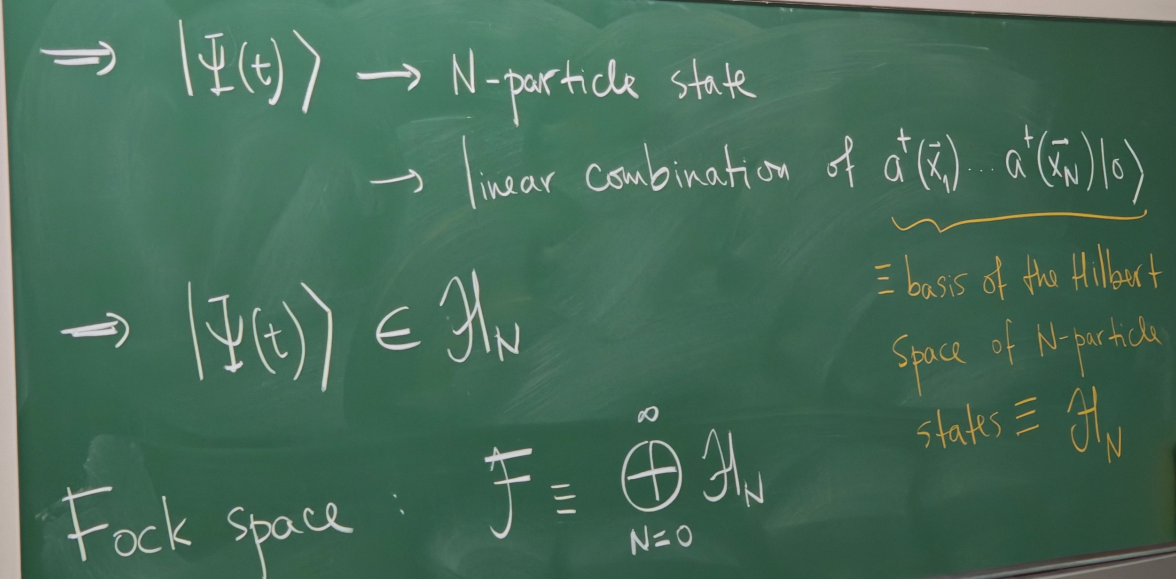 ⇒ |Ψ(t)⟩ → N-particle state
→ linear combination of a†(x⃗₁)...a†(x⃗_N)|0⟩
≡ basis of the Hilbert
Space of N-particle
states ≡ ℋ_N
⇒ |Ψ(t)⟩ ∈ ℋ_N
Fock space : ℱ ≡ ⊕_{N=0}^{∞} ℋ_N